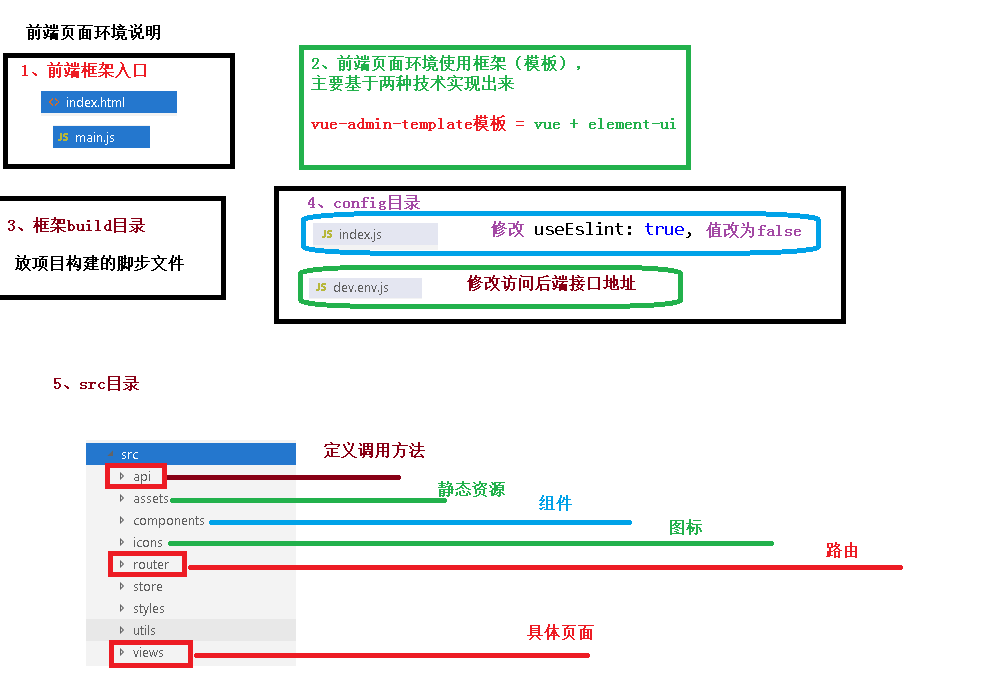 前端页面环境说明
1、前端框架入口
<> index.html
JS main.js
2、前端页面环境使用框架（模板），
主要基于两种技术实现出来
vue-admin-template模板 = vue + element-ui
3、框架build目录
放项目构建的脚步文件
4、config目录
JS index.js 修改 useEslint: true, 值改为false
JS dev.env.js 修改访问后端接口地址
5、src目录
src
定义调用方法
api
静态资源
assets
组件
components
图标
icons
路由
router
store
styles
utils
具体页面
views